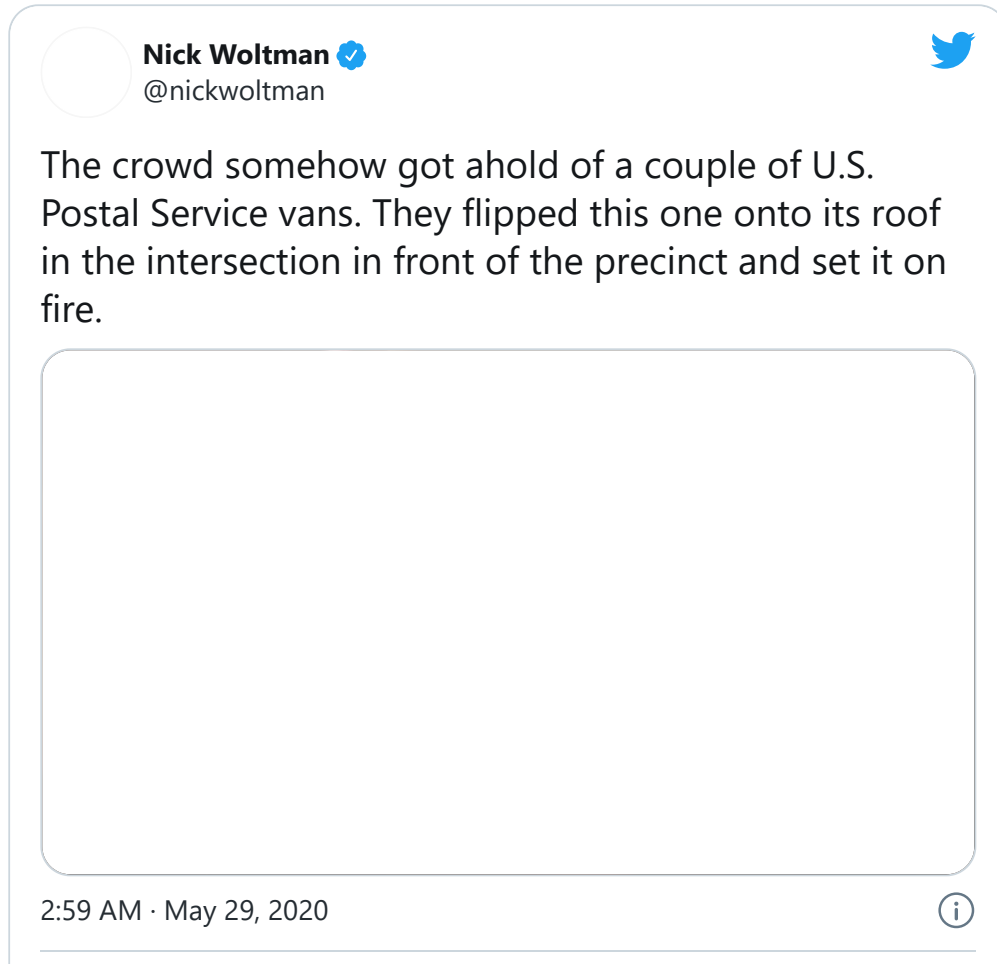 Nick Woltman
@nickwoltman
The crowd somehow got ahold of a couple of U.S.
Postal Service vans. They flipped this one onto its roof
in the intersection in front of the precinct and set it on
fire.
2:59 AM · May 29, 2020